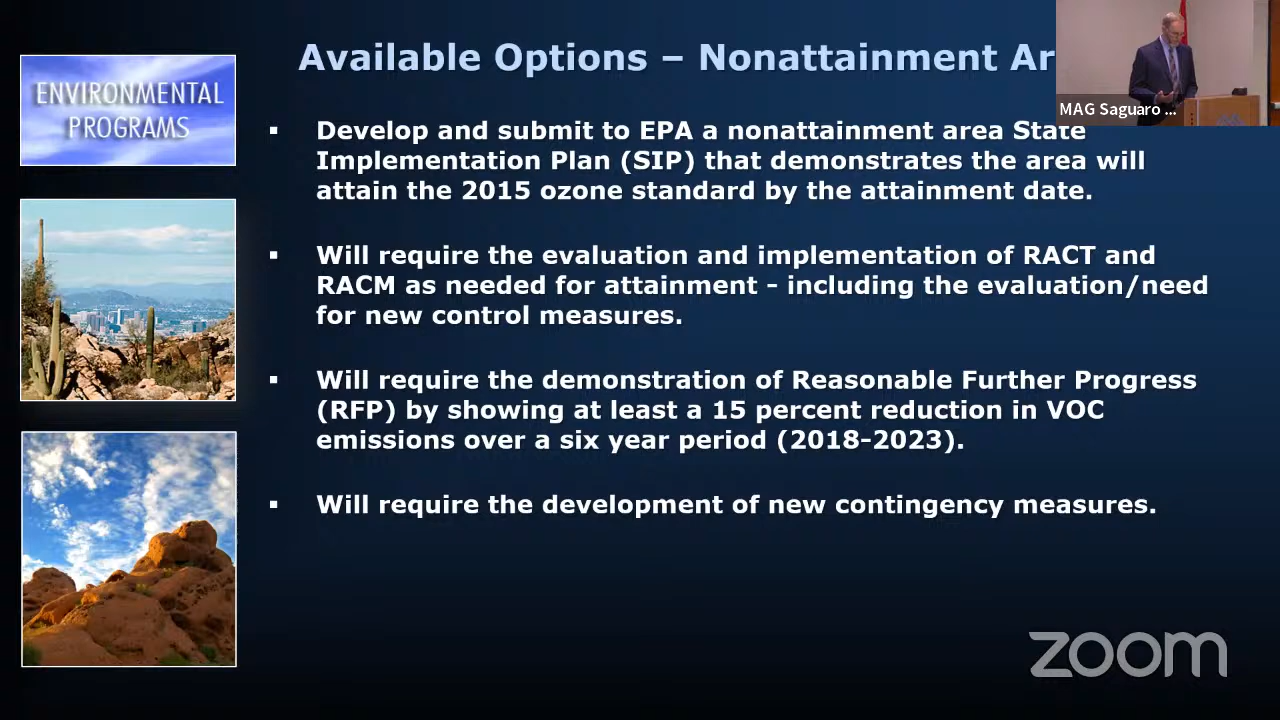 Available Options – Nonattainment Ar
MAG Saguaro ...
ENVIRONMENTAL
PROGRAMS
▪ Develop and submit to EPA a nonattainment area State
Implementation Plan (SIP) that demonstrates the area will
attain the 2015 ozone standard by the attainment date.
▪ Will require the evaluation and implementation of RACT and
RACM as needed for attainment - including the evaluation/need
for new control measures.
▪ Will require the demonstration of Reasonable Further Progress
(RFP) by showing at least a 15 percent reduction in VOC
emissions over a six year period (2018-2023).
▪ Will require the development of new contingency measures.
zoom